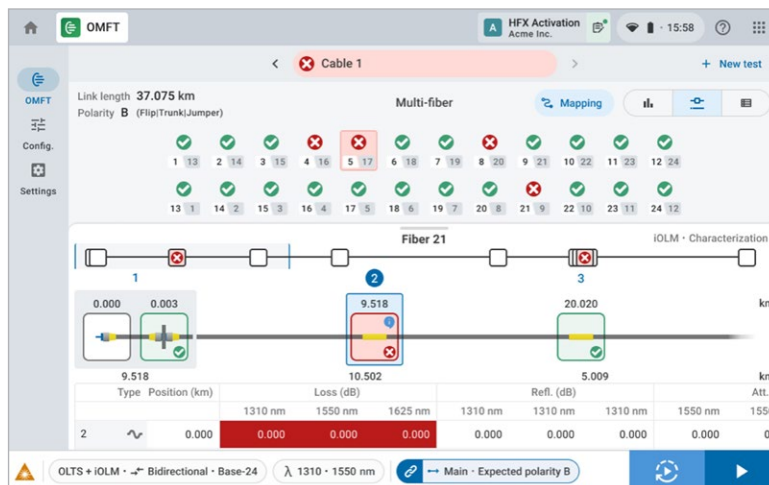 OMFT
A HFX Activation
Acme Inc.
15:58
Cable 1
+ New test
OMFT
Config.
Settings
Link length 37.075 km
Polarity B (Flip|Trunk|Jumper)
Multi-fiber
Mapping
1 13 2 14 3 15 4 16 5 17 6 18 7 19 8 20 9 21 10 22 11 23 12 24
13 1 14 2 15 3 16 4 17 5 18 6 19 7 20 8 21 9 22 10 23 11 24 12
Fiber 21
iOLM · Characterization
1 2 3
0.000 0.003 9.518 20.020 km
9.518 10.502 5.009 km
Type Position (km) Loss (dB) Refl. (dB) Att.
1310 nm 1550 nm 1625 nm 1310 nm 1310 nm 1310 nm 1550 nm 155
2 0.000 0.000 0.000 0.000 0.000 0.000 0.000 0.000 0.00
OLTS + iOLM · Bidirectional · Base-24
λ 1310 · 1550 nm
Main · Expected polarity B